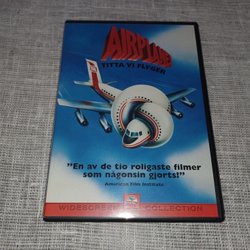 AIRPLANE
TITTA VI FLYGER
"En av de tio roligaste filmer
som någonsin gjorts!"
American Film Institute
WIDESCREEN COLLECTION